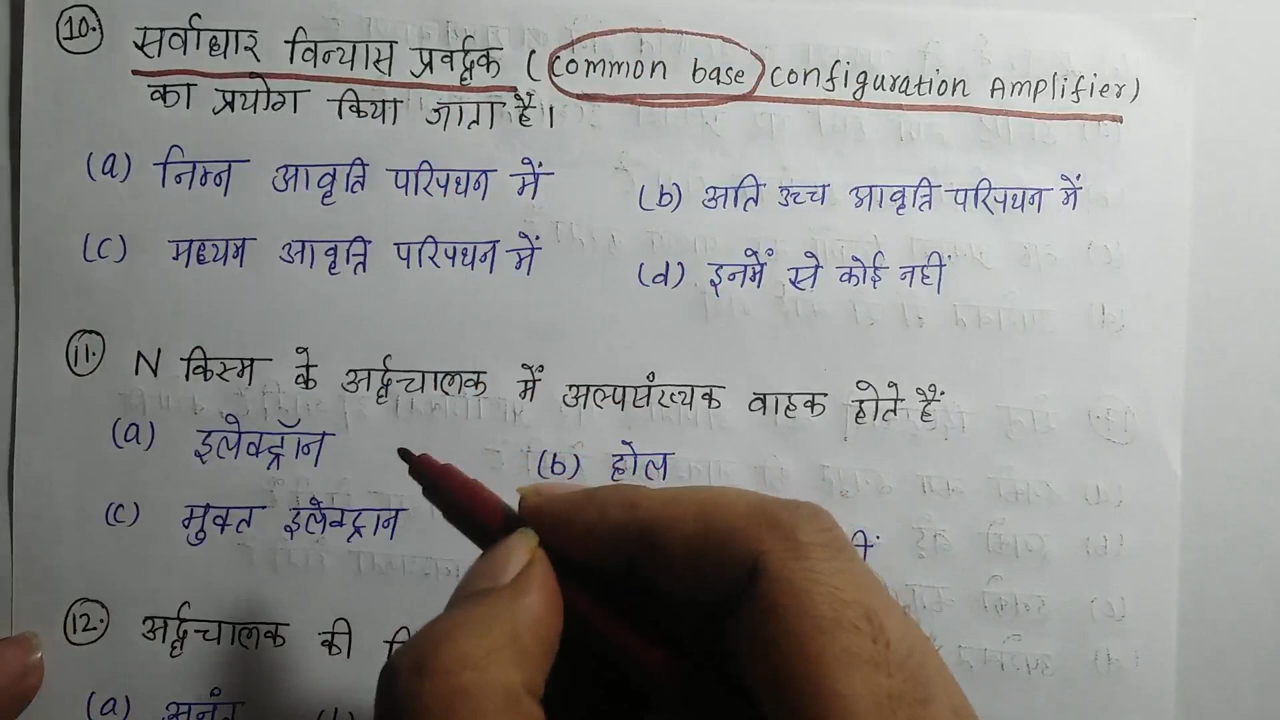 10. सर्वाधार विन्यास प्रवर्द्धक (Common base configuration Amplifier)
का प्रयोग किया जाता है।
(a) निम्न आवृत्ति परिपथन में
(b) अति उच्च आवृत्ति परिपथन में
(c) मध्यम आवृत्ति परिपथन में
(d) इनमें से कोई नहीं
11. N किस्म के अर्द्धचालक में अल्पसंख्यक वाहक होते हैं
(a) इलेक्ट्रॉन
(b) होल
(c) मुक्त इलेक्ट्रान
12. अर्द्धचालक की
(a)